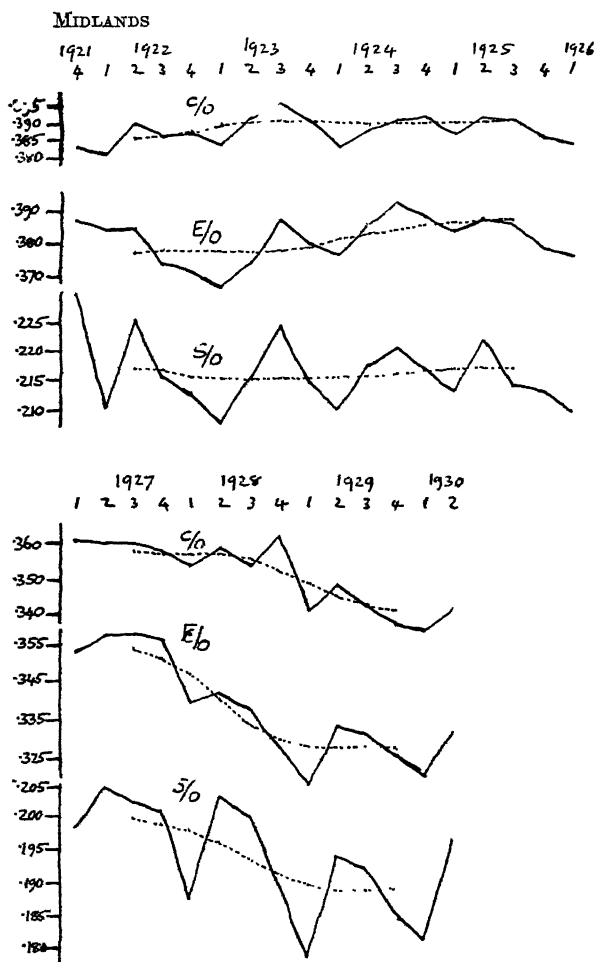 MIDLANDS
1921 1922 1923 1924 1925 1926
4 1 2 3 4 1 2 3 4 1 2 3 4 1 2 3 4 1
C/O
.390
.385
.380
E/O
.390
.380
.370
S/O
.225
.220
.215
.210
1927 1928 1929 1930
1 2 3 4 1 2 3 4 1 2 3 4 1 2
C/O
.360
.350
.340
E/O
.355
.345
.335
.325
S/O
.205
.200
.195
.190
.185
.180